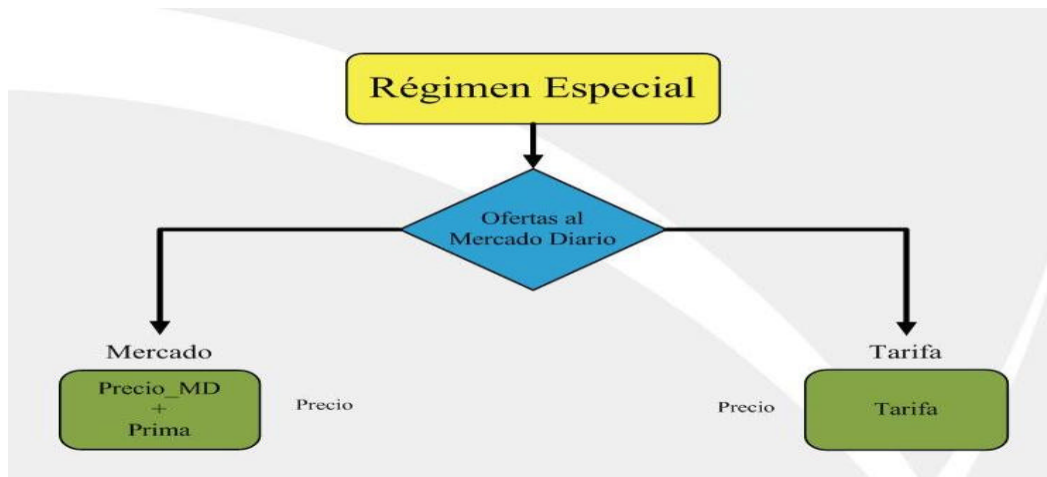 Régimen Especial
Ofertas al
Mercado Diario
Mercado
Tarifa
Precio_MD
+
Prima
Precio
Precio
Tarifa